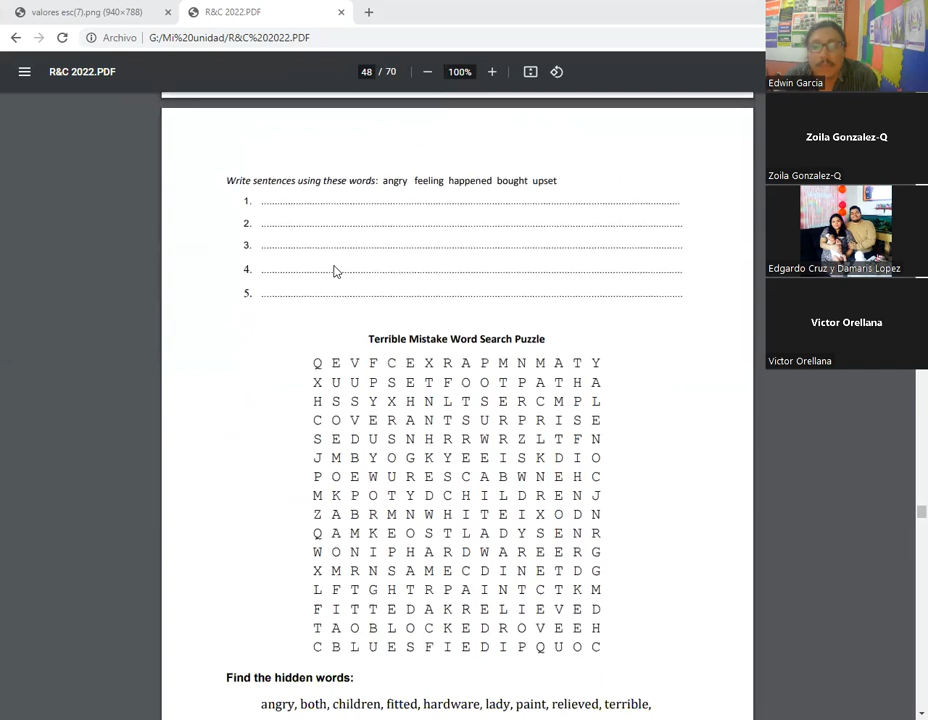 valores esc(7).png (940×788)
R&C 2022.PDF
Archivo G:/Mi%20unidad/R&C%202022.PDF
R&C 2022.PDF
48 / 70
100%
Write sentences using these words: angry feeling happened bought upset
1.
2.
3.
4.
5.
Terrible Mistake Word Search Puzzle
Q E V F C E X R A P M N M A T Y
X U U P S E T F O O T P A T H A
H S S Y X H N L T S E R C M P L
C O V E R A N T S U R P R I S E
S E D U S N H R R W R Z L T F N
J M B Y O G K Y E E I S K D I O
P O E W U R E S C A B W N E H C
M K P O T Y D C H I L D R E N J
Z A B R M N W H I T E I X O D N
Q A M K E O S T L A D Y S E N R
W O N I P H A R D W A R E E R G
X M R N S A M E C D I N E T D G
L F T G H T R P A I N T C T K M
F I T T E D A K R E L I E V E D
T A O B L O C K E D R O V E E H
C B L U E S F I E D I P Q U O C
Find the hidden words:
angry, both, children, fitted, hardware, lady, paint, relieved, terrible,
Edwin Garcia
Zoila Gonzalez-Q
Zoila Gonzalez-Q
Edgardo Cruz y Damaris Lopez
Victor Orellana
Victor Orellana